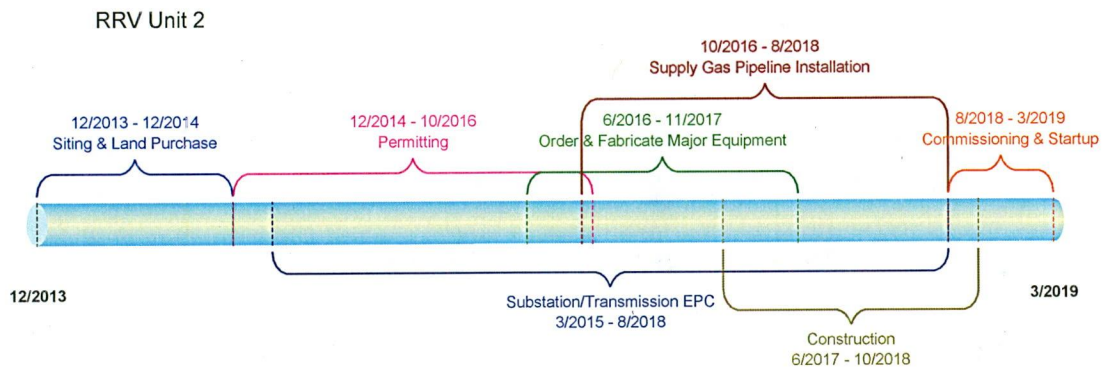 RRV Unit 2
10/2016 - 8/2018
Supply Gas Pipeline Installation
12/2013 - 12/2014
Siting & Land Purchase
12/2014 - 10/2016
Permitting
6/2016 - 11/2017
Order & Fabricate Major Equipment
8/2018 - 3/2019
Commissioning & Startup
12/2013
3/2019
Substation/Transmission EPC
3/2015 - 8/2018
Construction
6/2017 - 10/2018